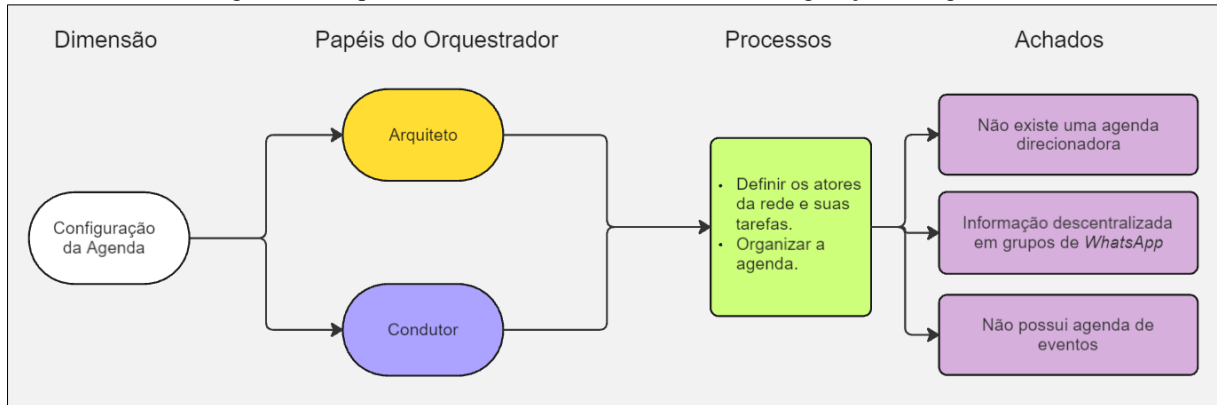 Dimensão
Papéis do Orquestrador
Processos
Achados
Configuração
da Agenda
Arquiteto
Condutor
• Definir os atores
da rede e suas
tarefas.
• Organizar a
agenda.
Não existe uma agenda
direcionadora
Informação descentralizada
em grupos de WhatsApp
Não possui agenda de
eventos